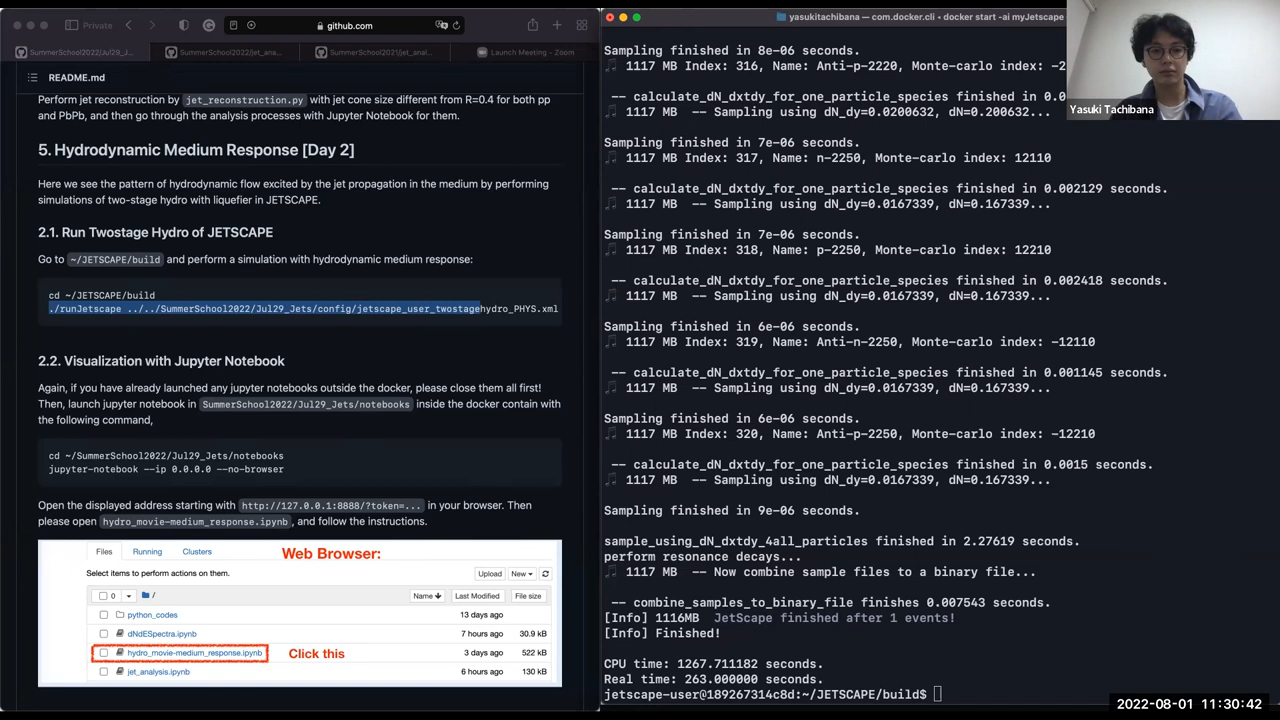 Private
github.com
SummerSchool2022/Jul29_J...
SummerSchool2022/jet_ana...
SummerSchool2021/jet_anal...
Launch Meeting - Zoom
README.md
Perform jet reconstruction by jet_reconstruction.py with jet cone size different from R=0.4 for both pp
and PbPb, and then go through the analysis processes with Jupyter Notebook for them.
5. Hydrodynamic Medium Response [Day 2]
Here we see the pattern of hydrodynamic flow excited by the jet propagation in the medium by performing
simulations of two-stage hydro with liquefier in JETSCAPE.
2.1. Run Twostage Hydro of JETSCAPE
Go to ~/JETSCAPE/build and perform a simulation with hydrodynamic medium response:
cd ~/JETSCAPE/build
./runJetscape ../../SummerSchool2022/Jul29_Jets/config/jetscape_user_twostagehydro_PHYS.xml
2.2. Visualization with Jupyter Notebook
Again, if you have already launched any jupyter notebooks outside the docker, please close them all first!
Then, launch jupyter notebook in SummerSchool2022/Jul29_Jets/notebooks inside the docker contain with
the following command,
cd ~/SummerSchool2022/Jul29_Jets/notebooks
jupyter-notebook --ip 0.0.0.0 --no-browser
Open the displayed address starting with http://127.0.0.1:8888/?token=... in your browser. Then
please open hydro_movie-medium_response.ipynb, and follow the instructions.
Files Running Clusters Web Browser:
Select items to perform actions on them.
Upload New
0 / Name Last Modified File size
python_codes 13 days ago
dNdESpectra.ipynb 7 hours ago 30.9 kB
hydro_movie-medium_response.ipynb Click this 3 days ago 522 kB
jet_analysis.ipynb 6 hours ago 130 kB
yasukitachibana — com.docker.cli • docker start -ai myJetscape
Sampling finished in 8e-06 seconds.
1117 MB Index: 316, Name: Anti-p-2220, Monte-carlo index: -2
-- calculate_dN_dxtdy_for_one_particle_species finished in 0.0
1117 MB -- Sampling using dN_dy=0.0200632, dN=0.200632...
Sampling finished in 7e-06 seconds.
1117 MB Index: 317, Name: n-2250, Monte-carlo index: 12110
-- calculate_dN_dxtdy_for_one_particle_species finished in 0.002129 seconds.
1117 MB -- Sampling using dN_dy=0.0167339, dN=0.167339...
Sampling finished in 7e-06 seconds.
1117 MB Index: 318, Name: p-2250, Monte-carlo index: 12210
-- calculate_dN_dxtdy_for_one_particle_species finished in 0.002418 seconds.
1117 MB -- Sampling using dN_dy=0.0167339, dN=0.167339...
Sampling finished in 6e-06 seconds.
1117 MB Index: 319, Name: Anti-n-2250, Monte-carlo index: -12110
-- calculate_dN_dxtdy_for_one_particle_species finished in 0.001145 seconds.
1117 MB -- Sampling using dN_dy=0.0167339, dN=0.167339...
Sampling finished in 6e-06 seconds.
1117 MB Index: 320, Name: Anti-p-2250, Monte-carlo index: -12210
-- calculate_dN_dxtdy_for_one_particle_species finished in 0.0015 seconds.
1117 MB -- Sampling using dN_dy=0.0167339, dN=0.167339...
Sampling finished in 9e-06 seconds.
sample_using_dN_dxtdy_4all_particles finished in 2.27619 seconds.
perform resonance decays...
1117 MB -- Now combine sample files to a binary file...
-- combine_samples_to_binary_file finishes 0.007543 seconds.
[Info] 1116MB JetScape finished after 1 events!
[Info] Finished!
CPU time: 1267.711182 seconds.
Real time: 263.000000 seconds.
jetscape-user@189267314c8d:~/JETSCAPE/build$
Yasuki Tachibana
2022-08-01 11:30:42